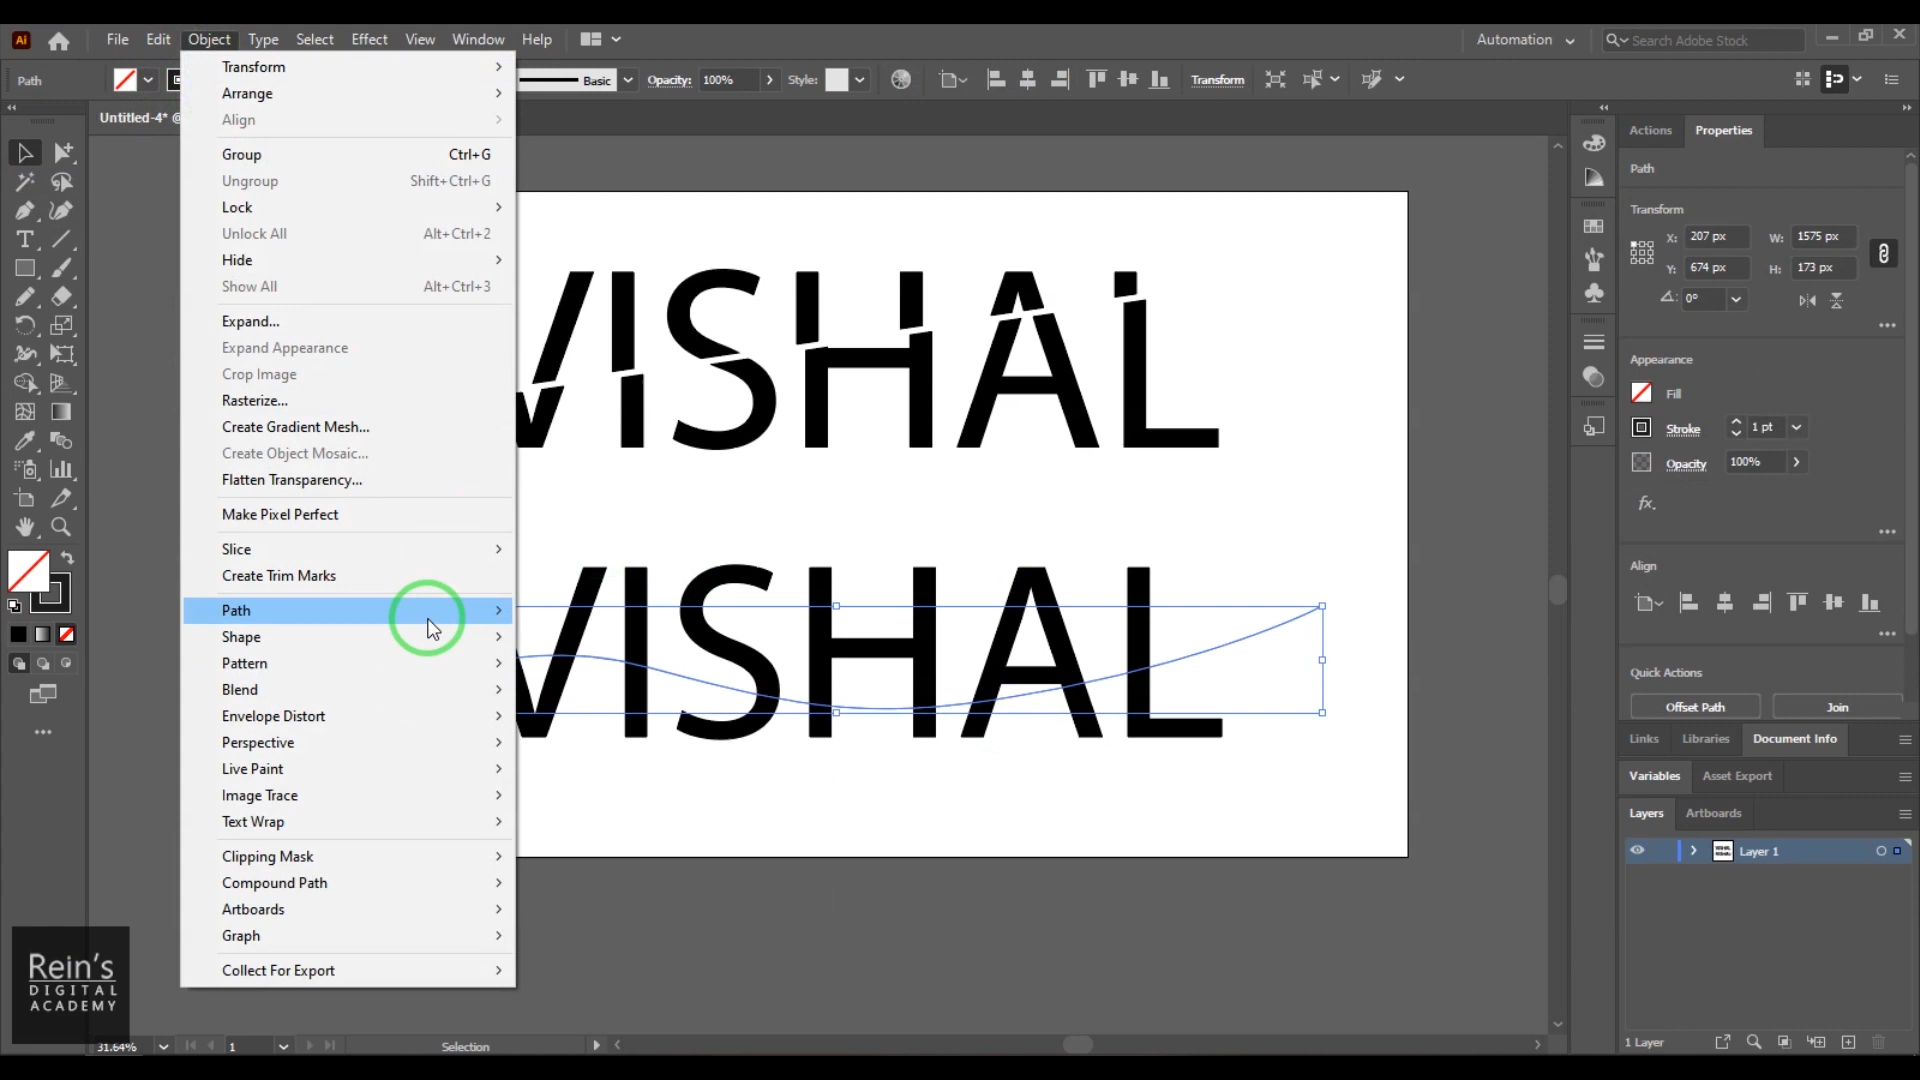 Ai File Edit Object Type Select Effect View Window Help Automation Search Adobe Stock
Path Basic Opacity: 100% Style: Transform
Untitled-4* @
Transform
Arrange
Align
Group Ctrl+G
Ungroup Shift+Ctrl+G
Lock
Unlock All Alt+Ctrl+2
Hide
Show All Alt+Ctrl+3
Expand...
Expand Appearance
Crop Image
Rasterize...
Create Gradient Mesh...
Create Object Mosaic...
Flatten Transparency...
Make Pixel Perfect
Slice
Create Trim Marks
Path
Shape
Pattern
Blend
Envelope Distort
Perspective
Live Paint
Image Trace
Text Wrap
Clipping Mask
Compound Path
Artboards
Graph
Collect For Export
VISHAL
VISHAL
Actions Properties
Path
Transform
X: 207 px W: 1575 px
Y: 674 px H: 173 px
0°
Appearance
Fill
Stroke 1 pt
Opacity 100%
fx.
Align
Quick Actions
Offset Path Join
Links Libraries Document Info
Variables Asset Export
Layers Artboards
Layer 1
1 Layer
Rein's
DIGITAL
ACADEMY
31.64% 1 Selection